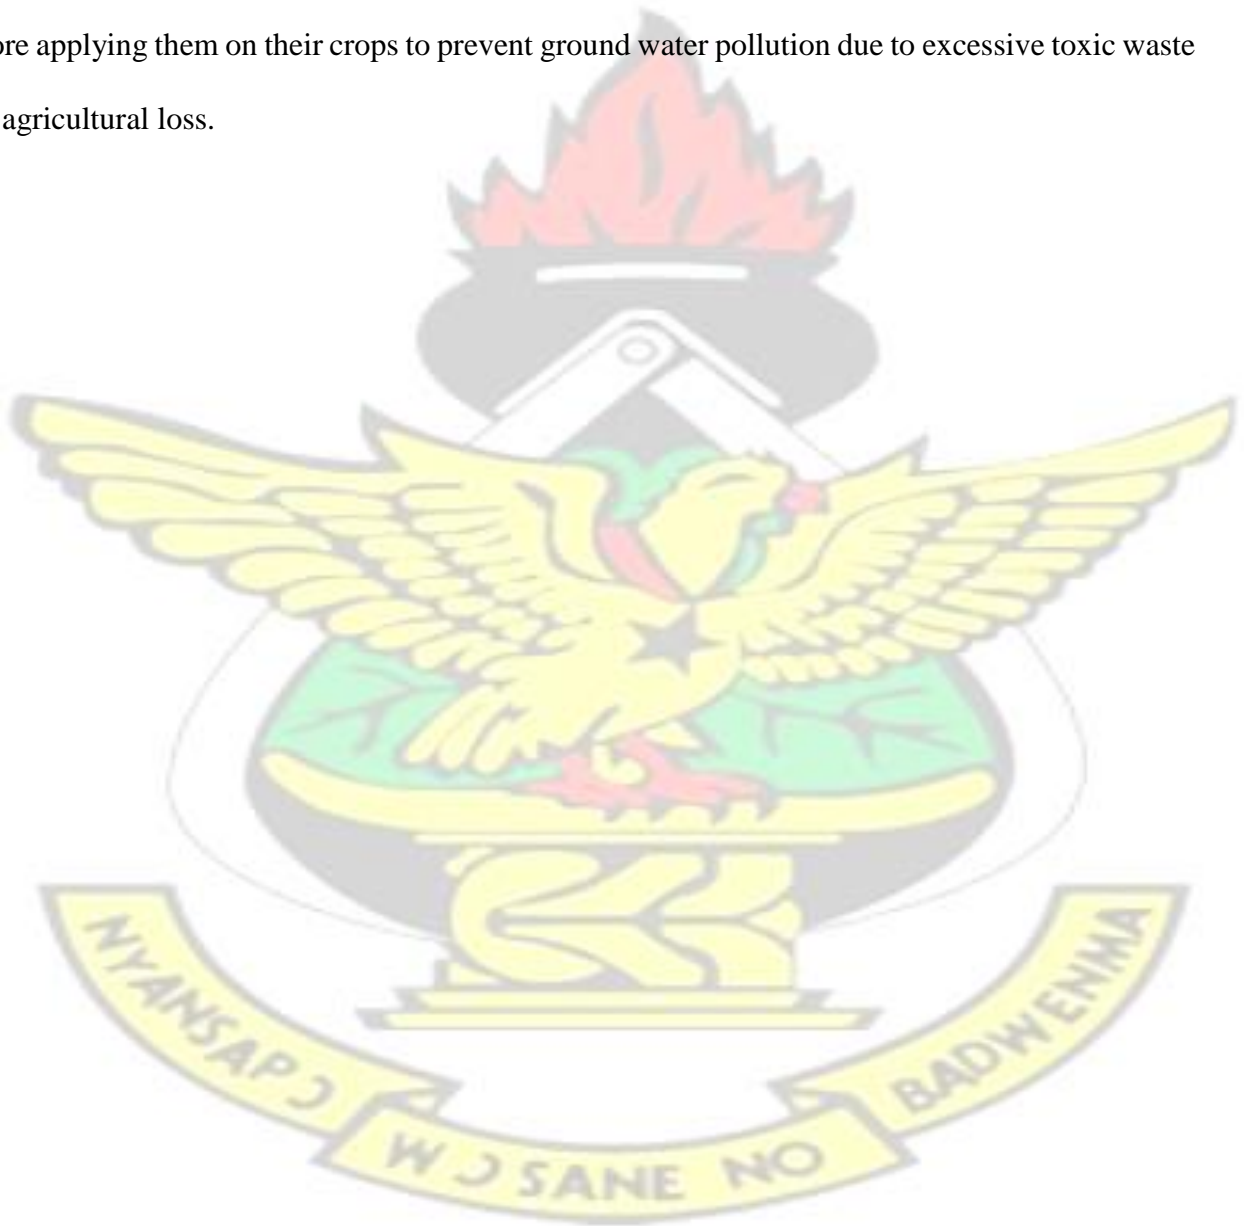 ore applying them on their crops to prevent ground water pollution due to excessive toxic waste
agricultural loss.
NYANSAPƆ
WƆSANE NO
BADWENMA